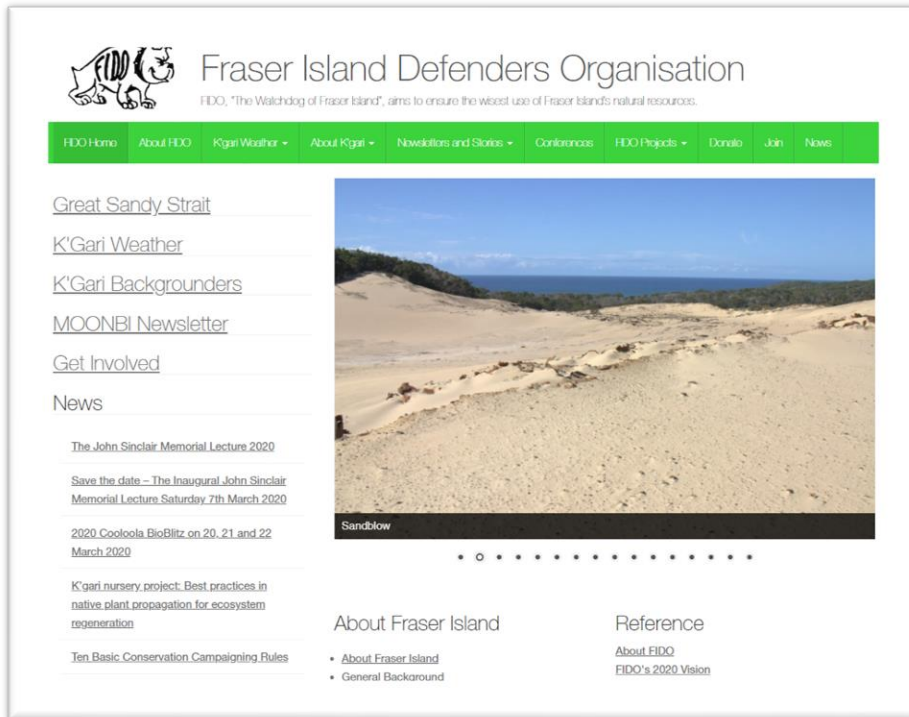 FIDO
Fraser Island Defenders Organisation
FIDO, "The Watchdog of Fraser Island", aims to ensure the wisest use of Fraser Island's natural resources.
FIDO Home About FIDO K'gari Weather About K'gari Newsletters and Stories Conferences FIDO Projects Donate Join News
Great Sandy Strait
K'Gari Weather
K'Gari Backgrounders
MOONBI Newsletter
Get Involved
News
The John Sinclair Memorial Lecture 2020
Save the date – The Inaugural John Sinclair
Memorial Lecture Saturday 7th March 2020
2020 Cooloola BioBlitz on 20, 21 and 22
March 2020
K'gari nursery project: Best practices in
native plant propagation for ecosystem
regeneration
Ten Basic Conservation Campaigning Rules
Sandblow
About Fraser Island
About Fraser Island
General Background
Reference
About FIDO
FIDO's 2020 Vision